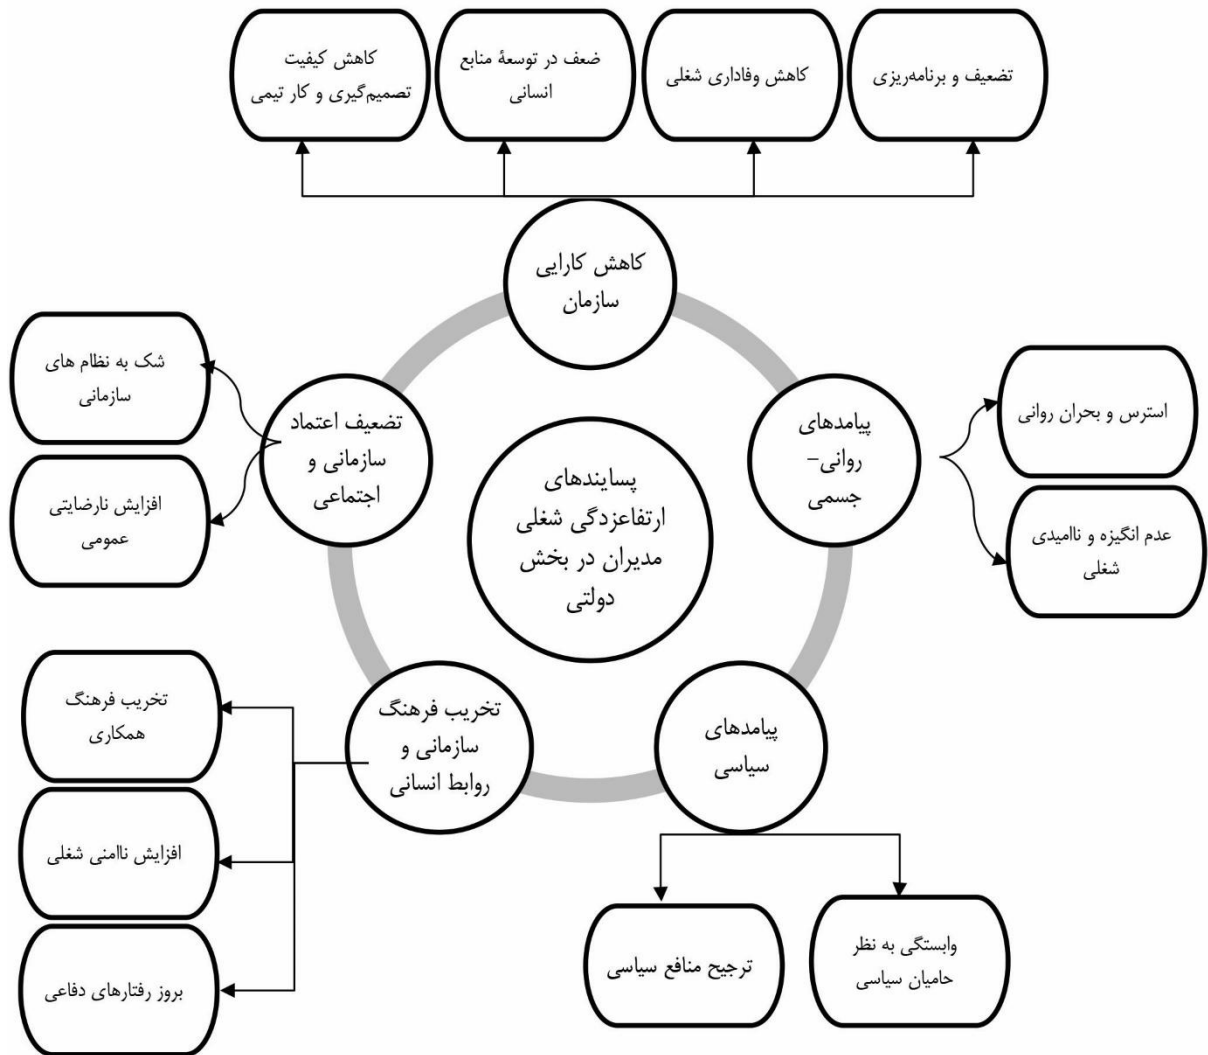 تضعیف و برنامه‌ریزی
کاهش وفاداری شغلی
ضعف در توسعهٔ منابع
انسانی
کاهش کیفیت
تصمیم‌گیری و کار تیمی
کاهش کارایی
سازمان
پیامدهای
روانی–
جسمی
استرس و بحران روانی
عدم انگیزه و ناامیدی
شغلی
تضعیف اعتماد
سازمانی و
اجتماعی
شک به نظام های
سازمانی
افزایش نارضایتی
عمومی
پسایندهای
ارتفاعزدگی شغلی
مدیران در بخش
دولتی
پیامدهای
سیاسی
وابستگی به نظر
حامیان سیاسی
ترجیح منافع سیاسی
تخریب فرهنگ
سازمانی و
روابط انسانی
تخریب فرهنگ
همکاری
افزایش ناامنی شغلی
بروز رفتارهای دفاعی